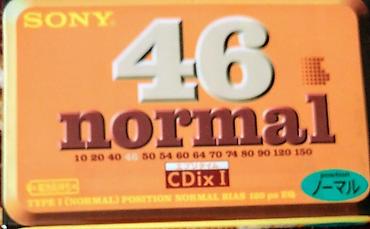 SONY
46
normal
10 20 40 46 50 54 60 64 70 74 80 90 120 150
CDix I
position
ノーマル
TYPE I (NORMAL) POSITION NORMAL BIAS 120 μs EQ